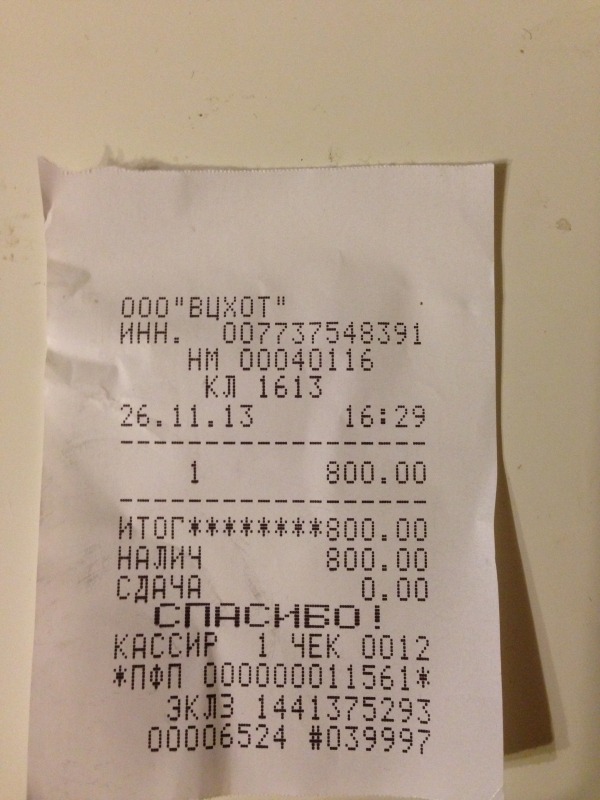 ООО"ВЦХОТ"
ИНН. 007737548391
НМ 00040116
КЛ 1613
26.11.13 16:29
------------------
1 800.00
------------------
ИТОГ********800.00
НАЛИЧ 800.00
СДАЧА 0.00
СПАСИБО!
КАССИР 1 ЧЕК 0012
*ПФП 000000011561*
ЭКЛЗ 1441375293
00006524 #039997